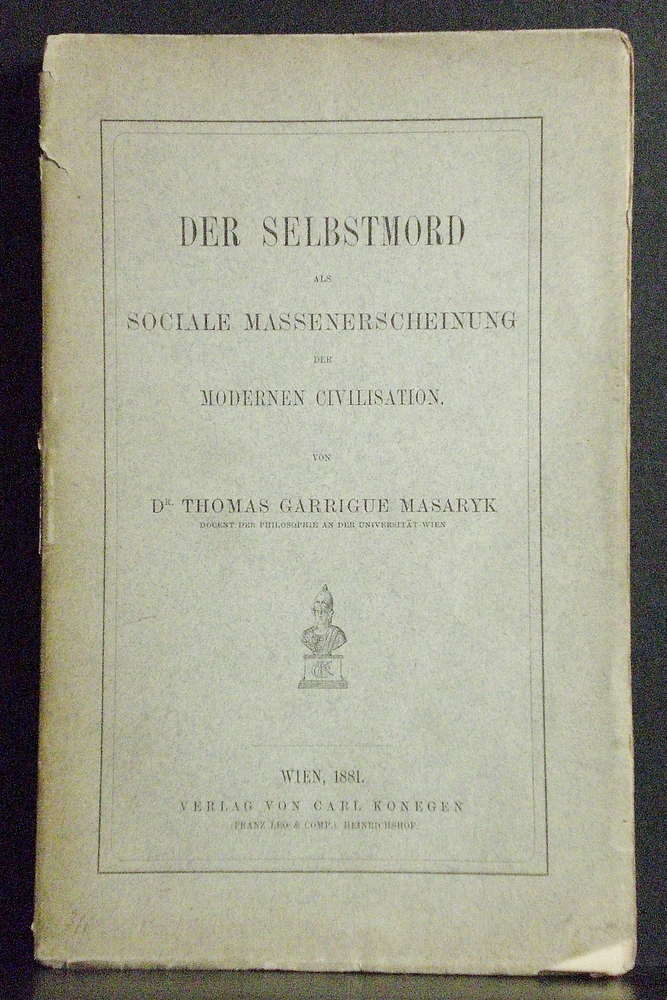 DER SELBSTMORD
ALS
SOCIALE MASSENERSCHEINUNG
DER
MODERNEN CIVILISATION.
VON
DR. THOMAS GARRIGUE MASARYK
DOCENT DER PHILOSOPHIE AN DER UNIVERSITÄT WIEN
CK
WIEN, 1881.
VERLAG VON CARL KONEGEN
(FRANZ LEO & COMP.), HEINRICHSHOF.